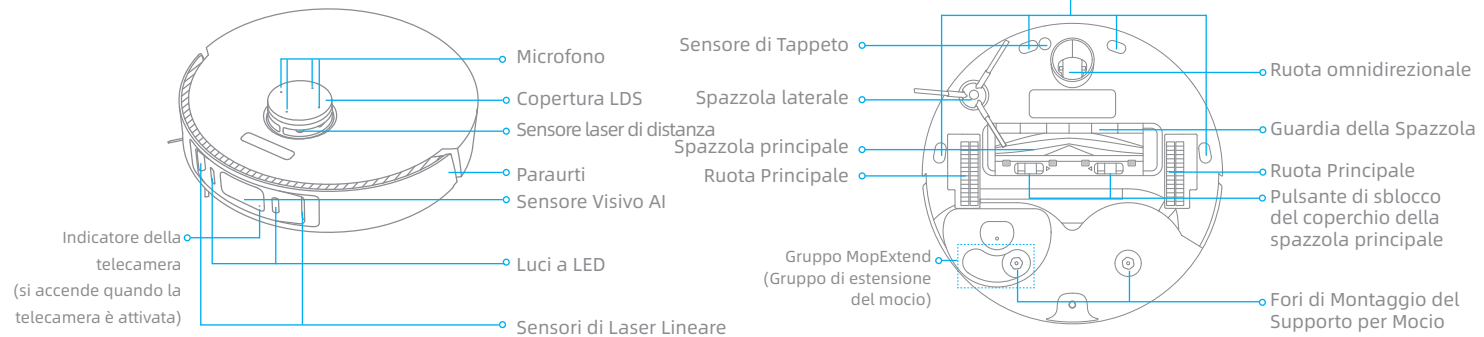 Microfono
Copertura LDS
Sensore laser di distanza
Paraurti
Sensore Visivo AI
Indicatore della
telecamera
(si accende quando la
telecamera è attivata)
Luci a LED
Sensori di Laser Lineare
Sensore di Tappeto
Spazzola laterale
Spazzola principale
Ruota Principale
Gruppo MopExtend
(Gruppo di estensione
del mocio)
Ruota omnidirezionale
Guardia della Spazzola
Ruota Principale
Pulsante di sblocco
del coperchio della
spazzola principale
Fori di Montaggio del
Supporto per Mocio